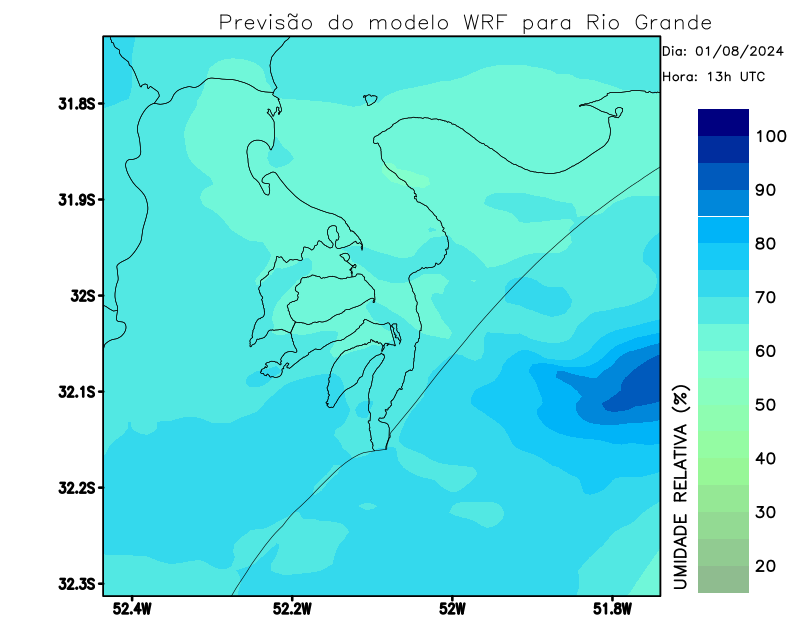 Previsão do modelo WRF para Rio Grande
Dia: 01/08/2024
Hora: 13h UTC
31.8S
31.9S
32S
32.1S
32.2S
32.3S
52.4W
52.2W
52W
51.8W
100
90
80
70
60
50
40
30
20
UMIDADE RELATIVA (%)